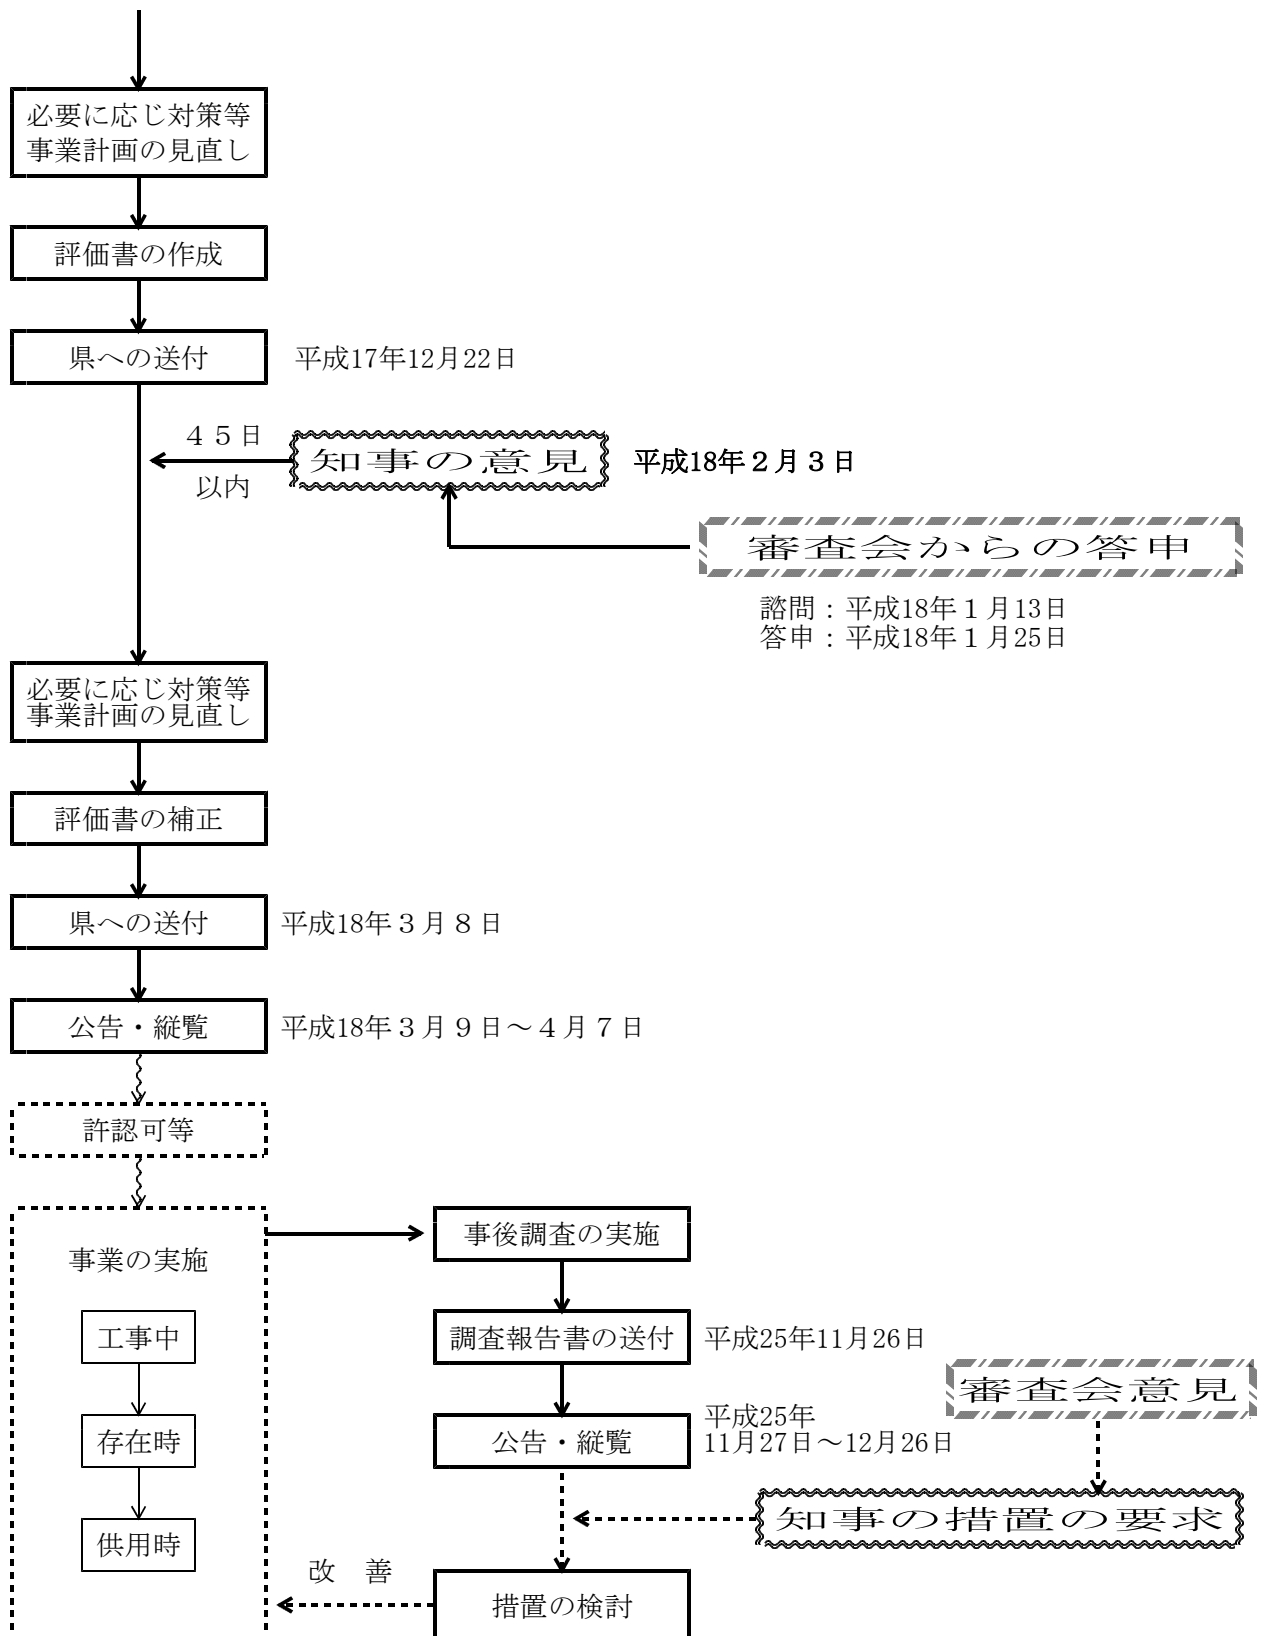 必要に応じ対策等
事業計画の見直し
評価書の作成
県への送付
平成17年12月22日
４５日
以内
知事の意見
平成18年２月３日
審査会からの答申
諮問：平成18年１月13日
答申：平成18年１月25日
必要に応じ対策等
事業計画の見直し
評価書の補正
県への送付
平成18年３月８日
公告・縦覧
平成18年３月９日～４月７日
許認可等
事業の実施
工事中
存在時
供用時
事後調査の実施
調査報告書の送付
平成25年11月26日
審査会意見
公告・縦覧
平成25年
11月27日～12月26日
知事の措置の要求
改　善
措置の検討